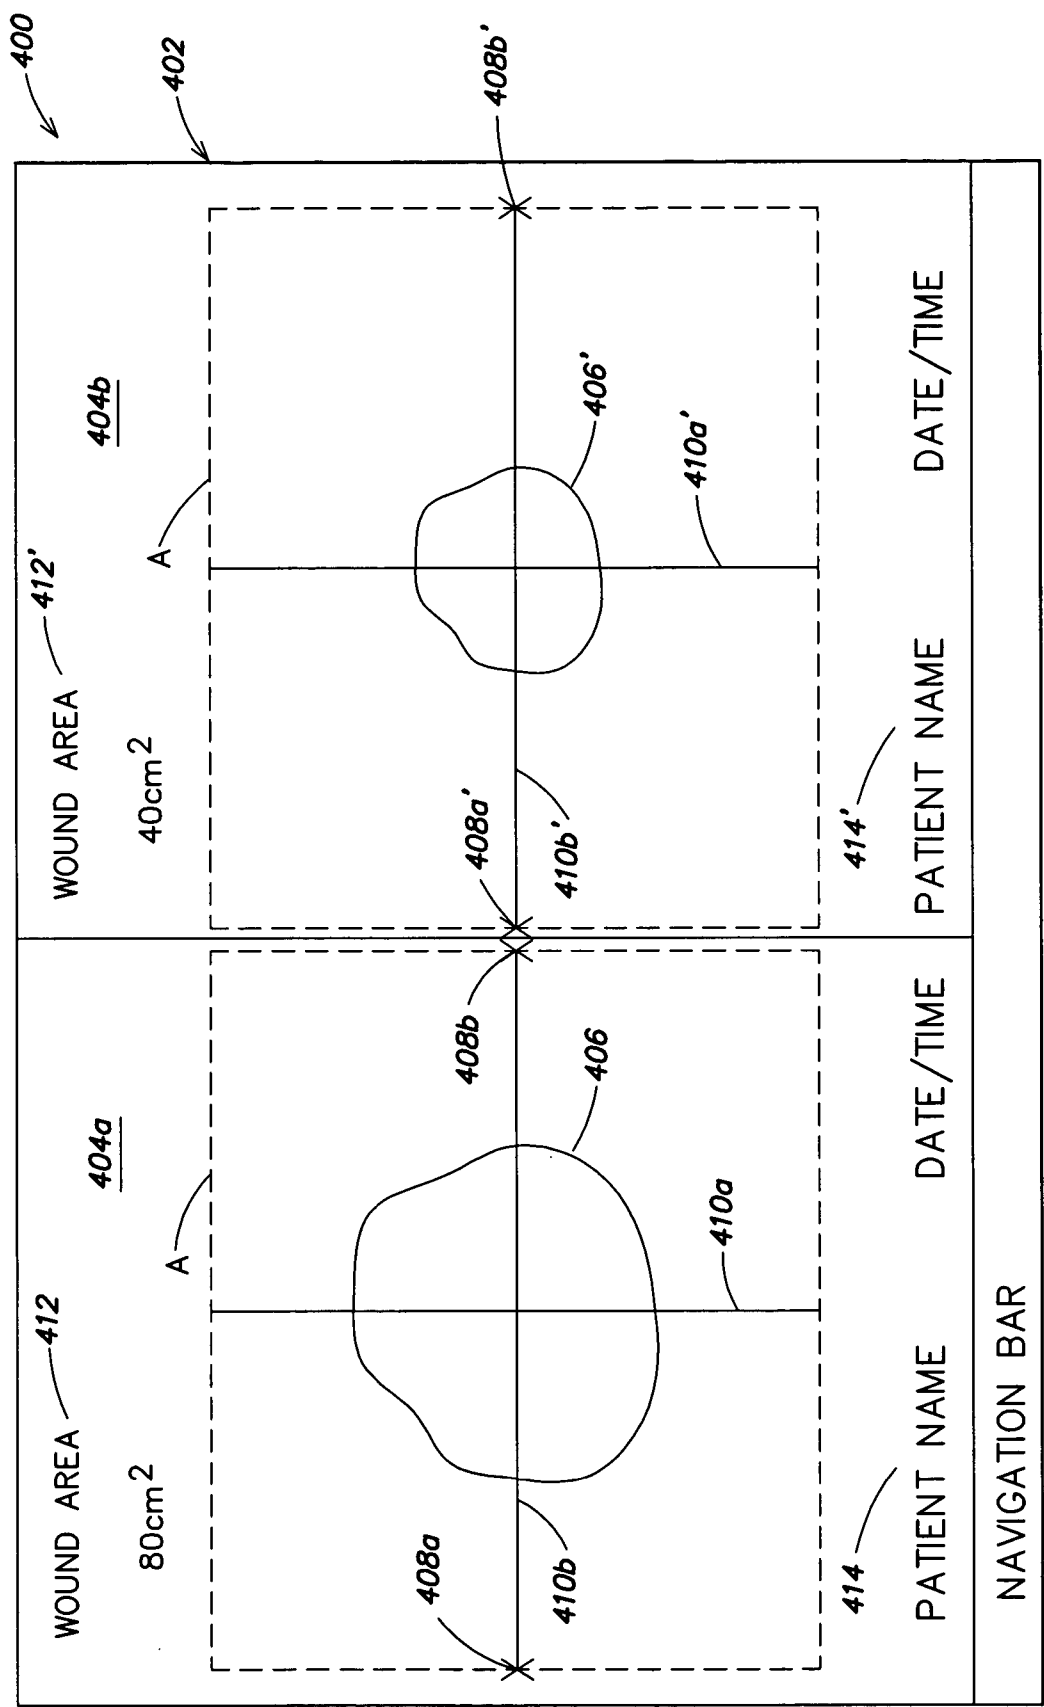 400
402
WOUND AREA 412
80cm2
404a
A
WOUND AREA 412'
40cm2
404b
A
408a
410b
408b
406
410a
408a'
410b'
408b'
406'
410a'
414
PATIENT NAME
DATE/TIME
414'
PATIENT NAME
DATE/TIME
NAVIGATION BAR